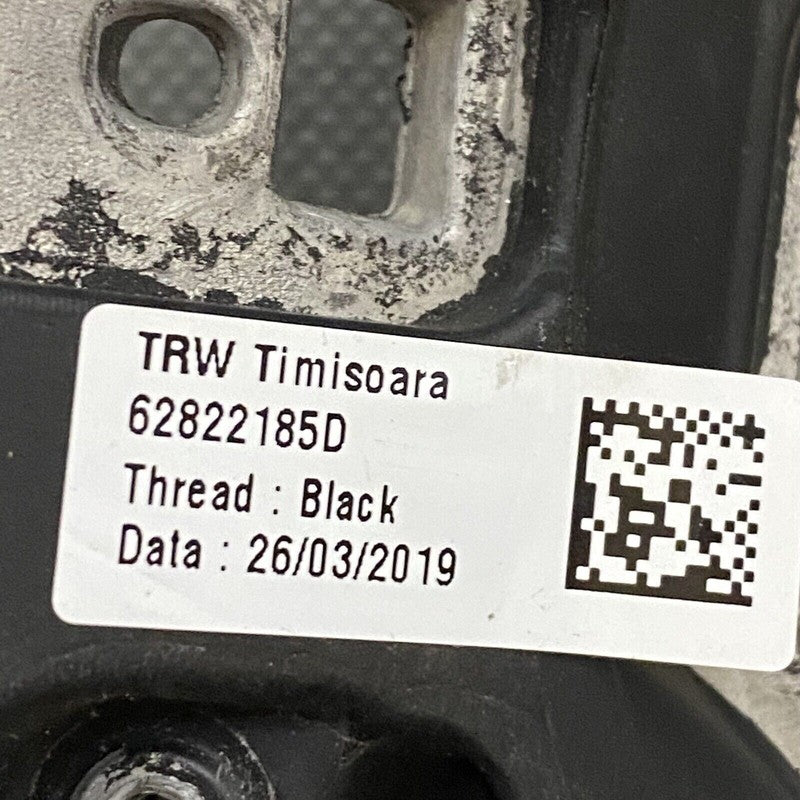 TRW Timisoara
62822185D
Thread : Black
Data : 26/03/2019